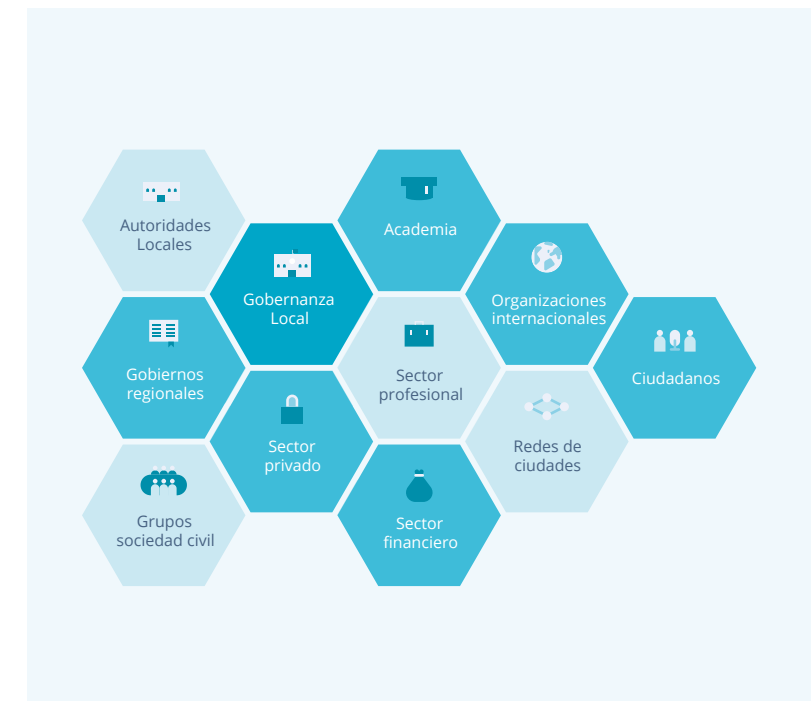 Autoridades
Locales
Academia
Gobernanza
Local
Organizaciones
internacionales
Gobiernos
regionales
Sector
profesional
Ciudadanos
Sector
privado
Redes de
ciudades
Grupos
sociedad civil
Sector
financiero